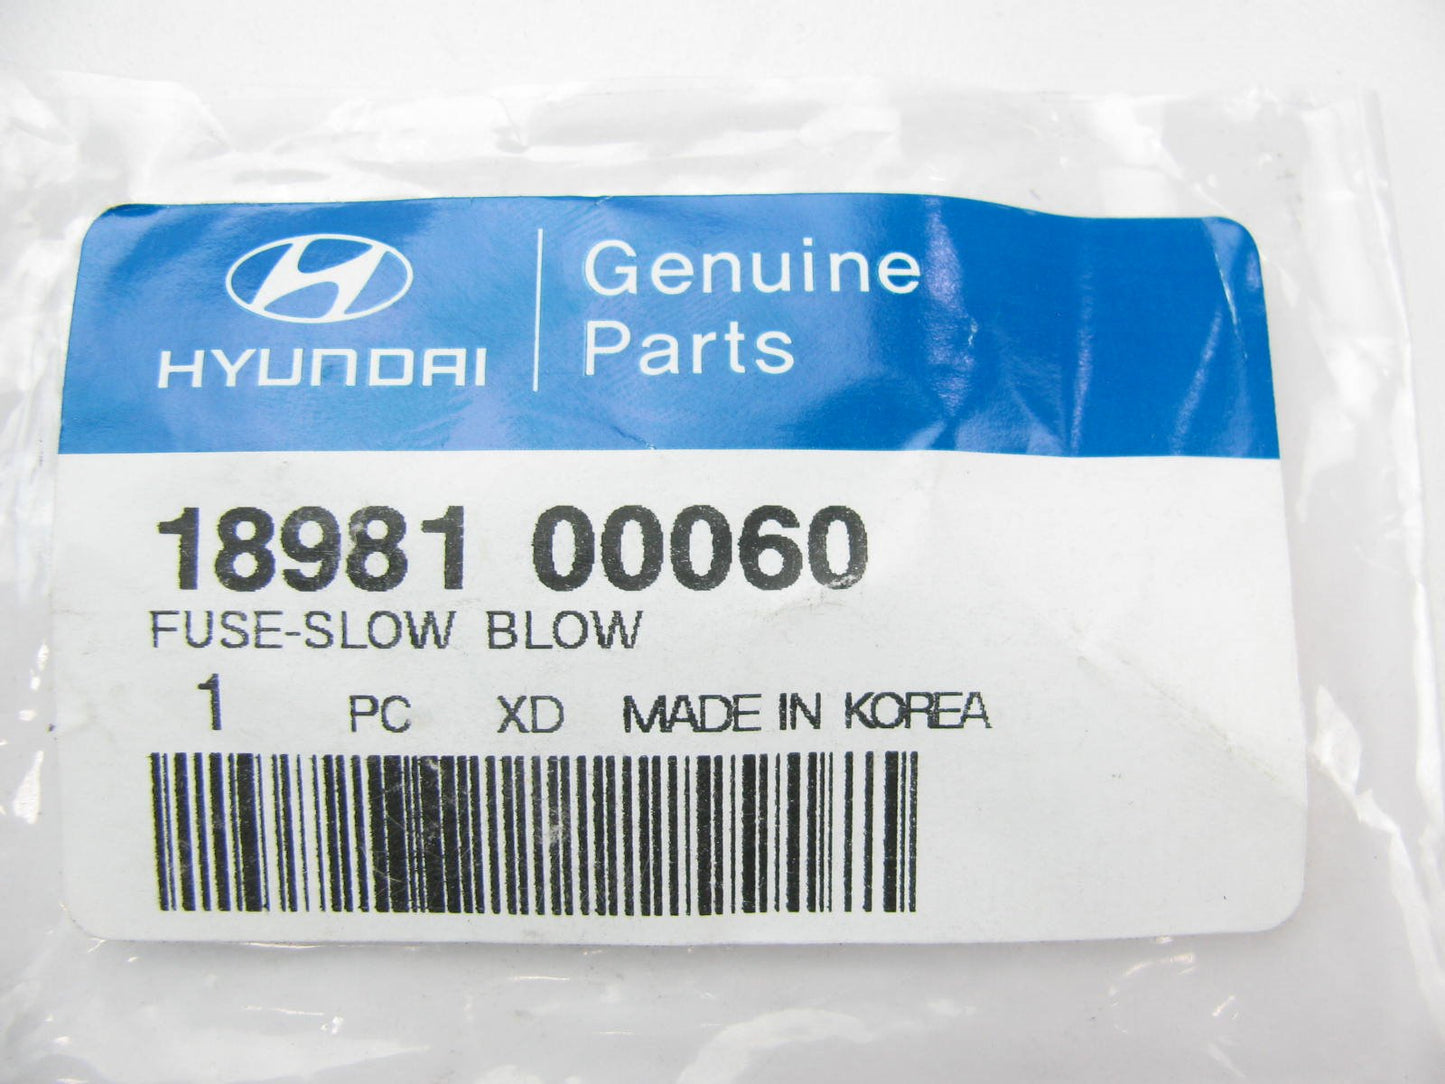 HYUNDAI
Genuine
Parts
18981 00060
FUSE-SLOW BLOW
1 PC XD MADE IN KOREA